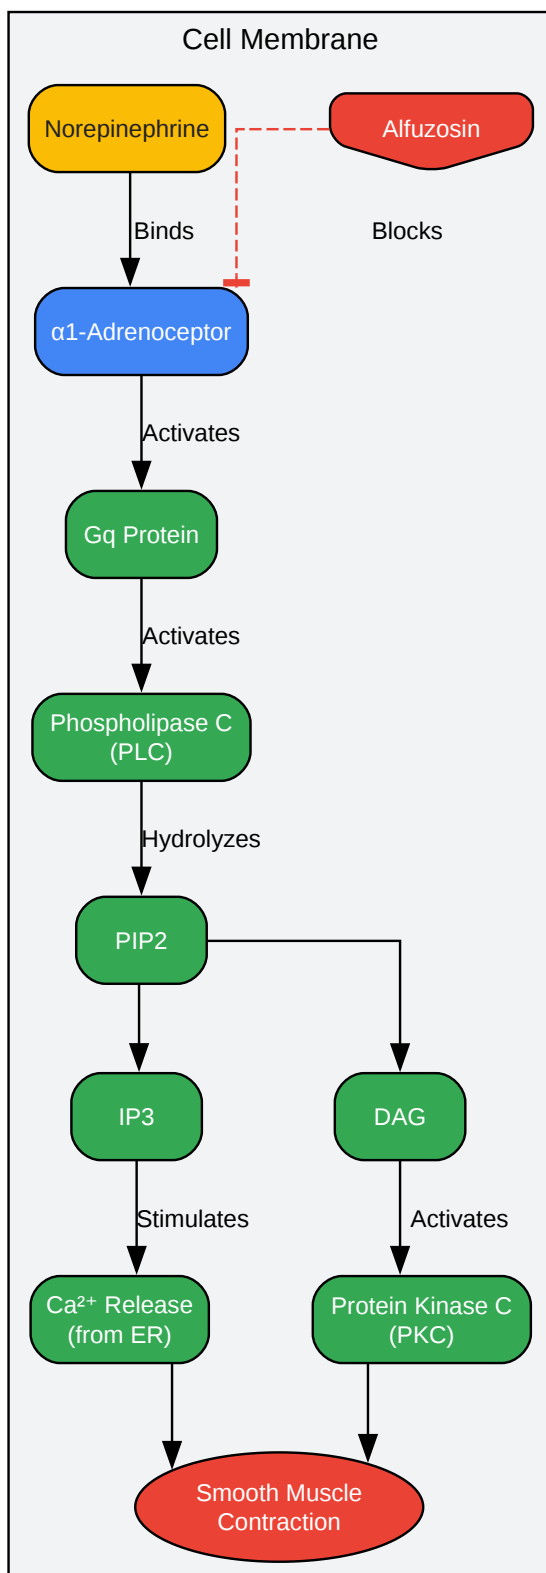 Cell Membrane
Norepinephrine
Alfuzosin
Binds
Blocks
α1-Adrenoceptor
Activates
Gq Protein
Activates
Phospholipase C
(PLC)
Hydrolyzes
PIP2
IP3
DAG
Stimulates
Activates
Ca²⁺ Release
(from ER)
Protein Kinase C
(PKC)
Smooth Muscle
Contraction